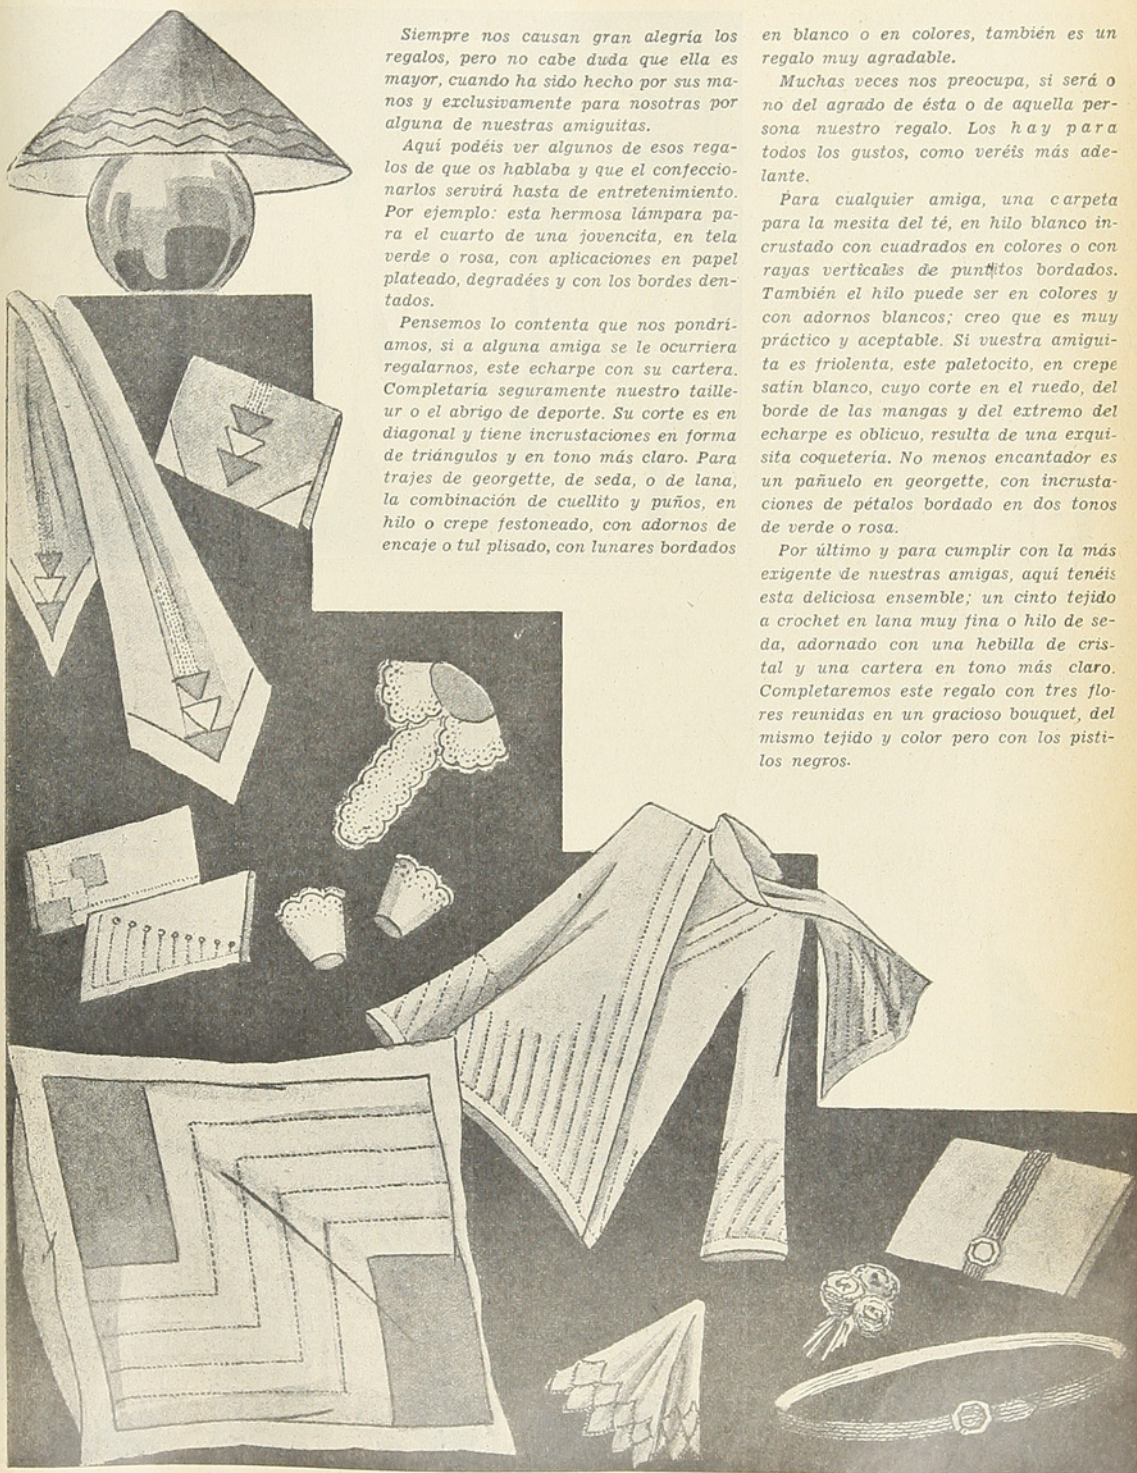 Siempre nos causan gran alegría los
regalos, pero no cabe duda que ella es
mayor, cuando ha sido hecho por sus ma-
nos y exclusivamente para nosotras por
alguna de nuestras amiguitas.
Aquí podéis ver algunos de esos rega-
los de que os hablaba y que el confeccio-
narlos servirá hasta de entretenimiento.
Por ejemplo: esta hermosa lámpara pa-
ra el cuarto de una jovencita, en tela
verde o rosa, con aplicaciones en papel
plateado, degradées y con los bordes den-
tados.
Pensemos lo contenta que nos pondrí-
amos, si a alguna amiga se le ocurriera
regalarnos, este echarpe con su cartera.
Completaría seguramente nuestro taille-
ur o el abrigo de deporte. Su corte es en
diagonal y tiene incrustaciones en forma
de triángulos y en tono más claro. Para
trajes de georgette, de seda, o de lana,
la combinación de cuellito y puños, en
hilo o crepe festoneado, con adornos de
encaje o tul plisado, con lunares bordados
en blanco o en colores, también es un
regalo muy agradable.
Muchas veces nos preocupa, si será o
no del agrado de ésta o de aquella per-
sona nuestro regalo. Los hay para
todos los gustos, como veréis más ade-
lante.
Para cualquier amiga, una carpeta
para la mesita del té, en hilo blanco in-
crustado con cuadrados en colores o con
rayas verticales de puntitos bordados.
También el hilo puede ser en colores y
con adornos blancos; creo que es muy
práctico y aceptable. Si vuestra amigui-
ta es friolenta, este paletocito, en crepe
satin blanco, cuyo corte en el ruedo, del
borde de las mangas y del extremo del
echarpe es oblicuo, resulta de una exqui-
sita coquetería. No menos encantador es
un pañuelo en georgette, con incrusta-
ciones de pétalos bordado en dos tonos
de verde o rosa.
Por último y para cumplir con la más
exigente de nuestras amigas, aquí tenéis
esta deliciosa ensemble; un cinto tejido
a crochet en lana muy fina o hilo de se-
da, adornado con una hebilla de cris-
tal y una cartera en tono más claro.
Completaremos este regalo con tres flo-
res reunidas en un gracioso bouquet, del
mismo tejido y color pero con los pisti-
los negros.